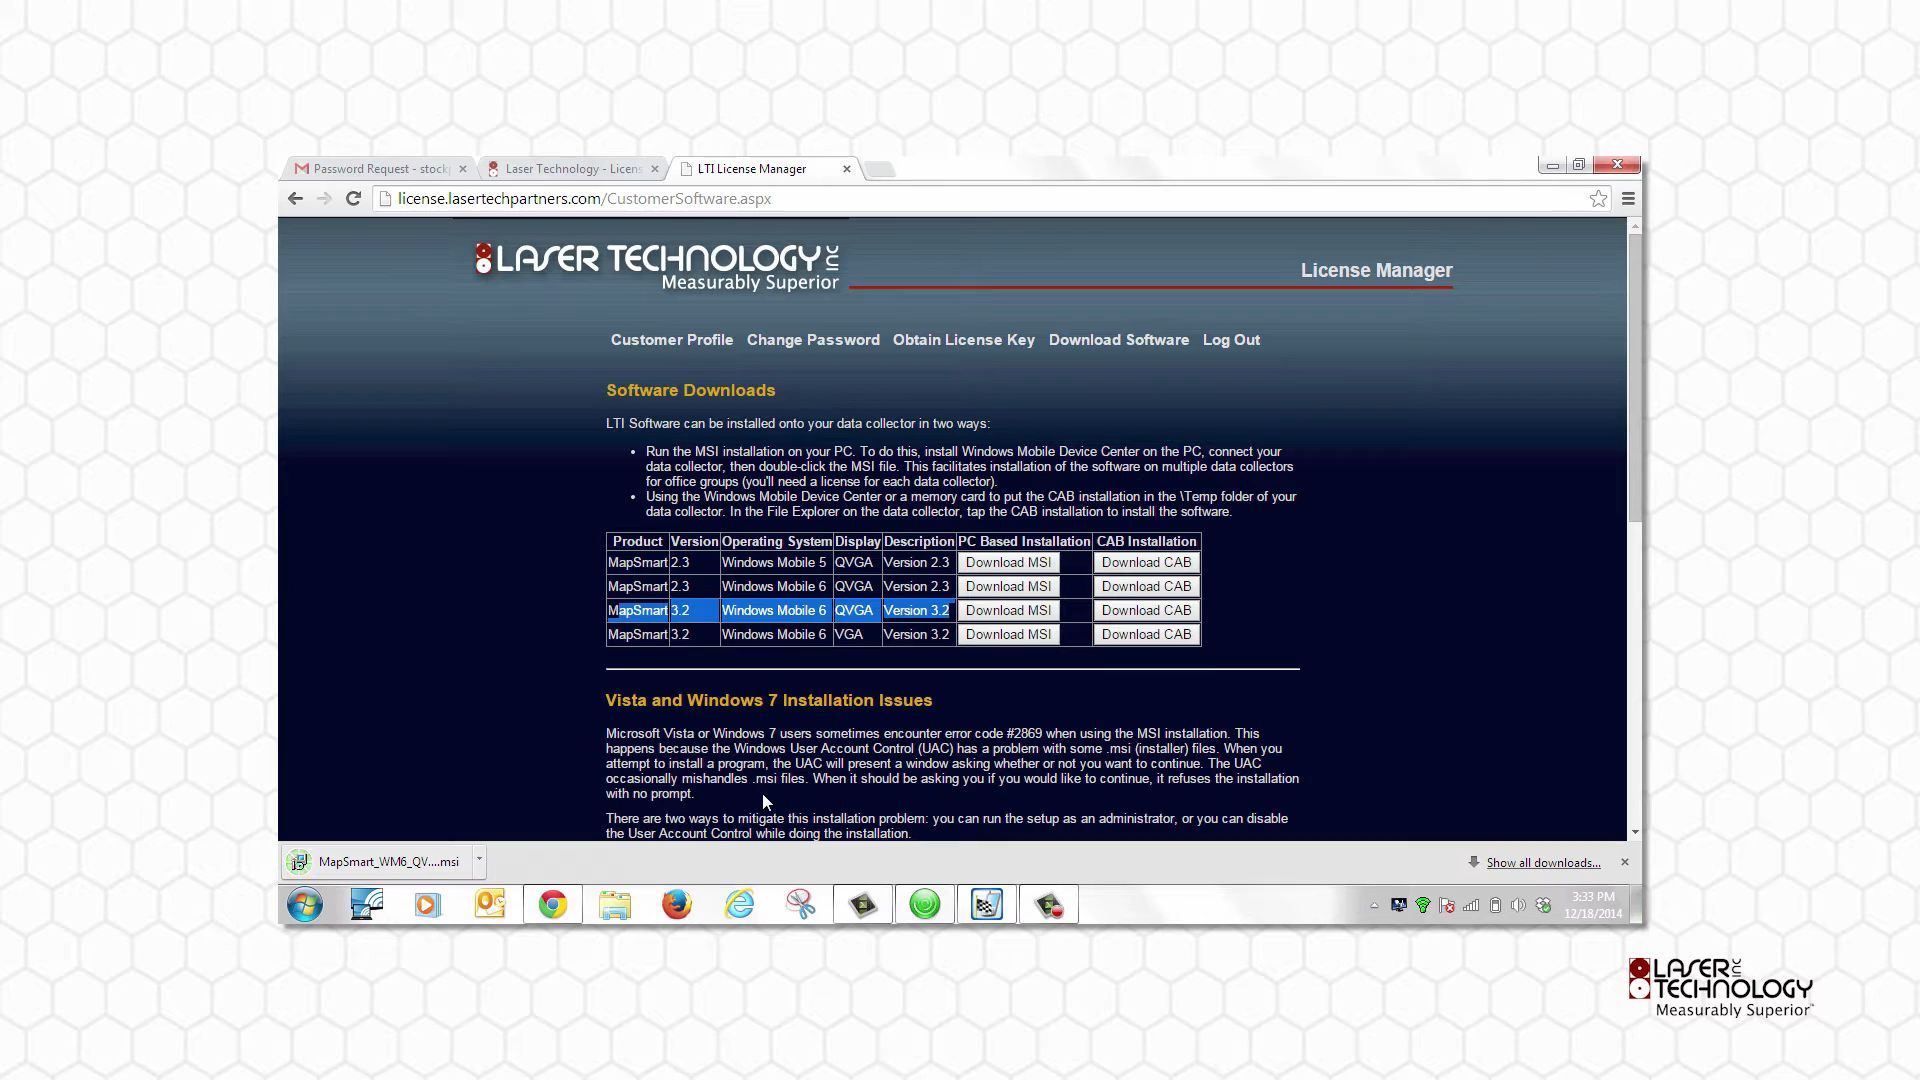 Password Request - stock
Laser Technology - Licens
LTI License Manager
license.lasertechpartners.com/CustomerSoftware.aspx
LASER TECHNOLOGY INC
Measurably Superior
License Manager
Customer Profile Change Password Obtain License Key Download Software Log Out
Software Downloads
LTI Software can be installed onto your data collector in two ways:
• Run the MSI installation on your PC. To do this, install Windows Mobile Device Center on the PC, connect your
data collector, then double-click the MSI file. This facilitates installation of the software on multiple data collectors
for office groups (you'll need a license for each data collector).
• Using the Windows Mobile Device Center or a memory card to put the CAB installation in the \Temp folder of your
data collector. In the File Explorer on the data collector, tap the CAB installation to install the software.
Product Version Operating System Display Description PC Based Installation CAB Installation
MapSmart 2.3 Windows Mobile 5 QVGA Version 2.3 Download MSI Download CAB
MapSmart 2.3 Windows Mobile 6 QVGA Version 2.3 Download MSI Download CAB
MapSmart 3.2 Windows Mobile 6 QVGA Version 3.2 Download MSI Download CAB
MapSmart 3.2 Windows Mobile 6 VGA Version 3.2 Download MSI Download CAB
Vista and Windows 7 Installation Issues
Microsoft Vista or Windows 7 users sometimes encounter error code #2869 when using the MSI installation. This
happens because the Windows User Account Control (UAC) has a problem with some .msi (installer) files. When you
attempt to install a program, the UAC will present a window asking whether or not you want to continue. The UAC
occasionally mishandles .msi files. When it should be asking you if you would like to continue, it refuses the installation
with no prompt.
There are two ways to mitigate this installation problem: you can run the setup as an administrator, or you can disable
the User Account Control while doing the installation.
MapSmart_WM6_QV....msi
Show all downloads...
3:33 PM
12/18/2014
LASER INC
TECHNOLOGY
Measurably Superior™